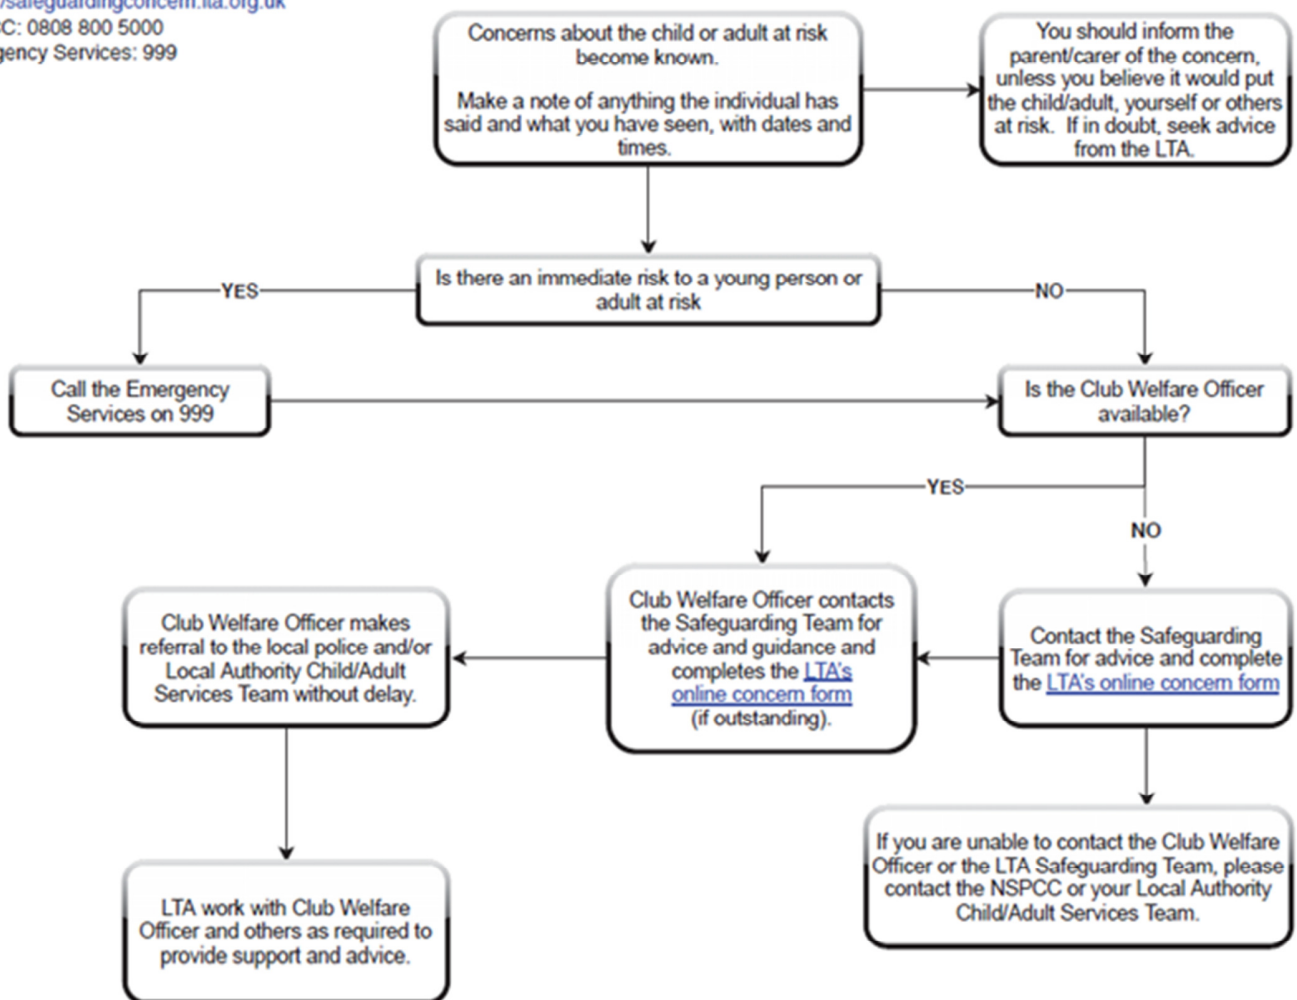 /safeguardingconcern.lta.org.uk
C: 0808 800 5000
gency Services: 999
Concerns about the child or adult at risk
become known.
Make a note of anything the individual has
said and what you have seen, with dates and
times.
You should inform the
parent/carer of the concern,
unless you believe it would put
the child/adult, yourself or others
at risk. If in doubt, seek advice
from the LTA.
Is there an immediate risk to a young person or
adult at risk
YES
NO
Call the Emergency
Services on 999
Is the Club Welfare Officer
available?
YES
NO
Club Welfare Officer makes
referral to the local police and/or
Local Authority Child/Adult
Services Team without delay.
Club Welfare Officer contacts
the Safeguarding Team for
advice and guidance and
completes the LTA's
online concern form
(if outstanding).
Contact the Safeguarding
Team for advice and complete
the LTA's online concern form
If you are unable to contact the Club Welfare
Officer or the LTA Safeguarding Team, please
contact the NSPCC or your Local Authority
Child/Adult Services Team.
LTA work with Club Welfare
Officer and others as required to
provide support and advice.